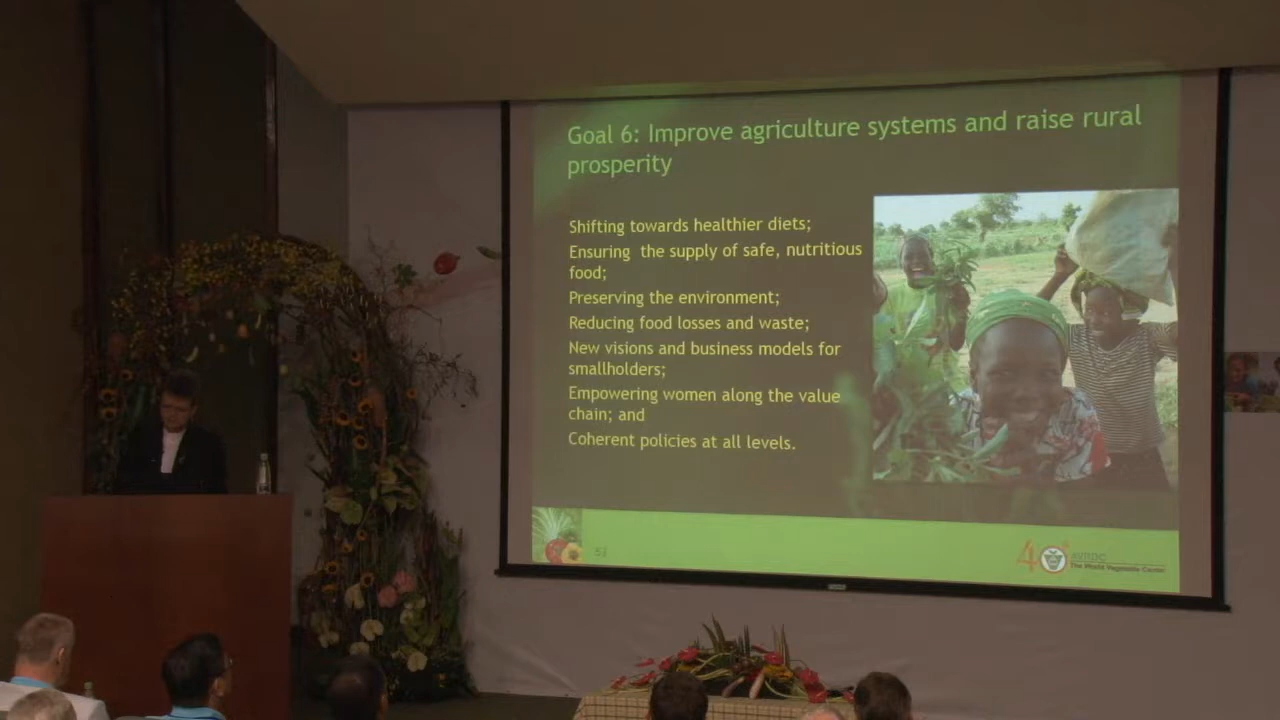 Goal 6: Improve agriculture systems and raise rural
prosperity
Shifting towards healthier diets;
Ensuring the supply of safe, nutritious
food;
Preserving the environment;
Reducing food losses and waste;
New visions and business models for
smallholders;
Empowering women along the value
chain; and
Coherent policies at all levels.
40
AVRDC
The World Vegetable Center